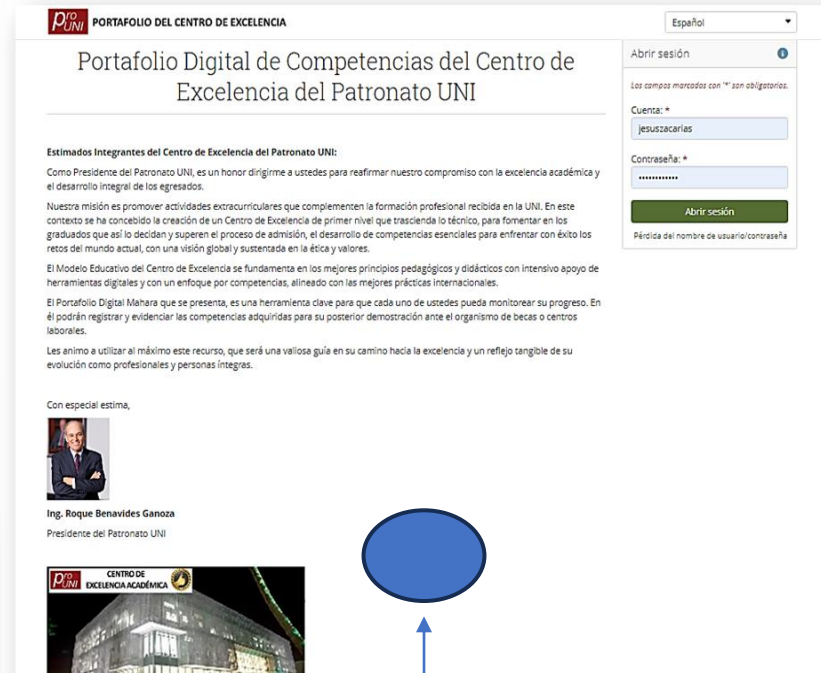 pro UNI PORTAFOLIO DEL CENTRO DE EXCELENCIA
Español
Portafolio Digital de Competencias del Centro de
Excelencia del Patronato UNI
Abrir sesión
Los campos marcados con '*' son obligatorios.
Cuenta: *
jesuszacarias
Contraseña: *
••••••••••••
Abrir sesión
Pérdida del nombre de usuario/contraseña
Estimados Integrantes del Centro de Excelencia del Patronato UNI:
Como Presidente del Patronato UNI, es un honor dirigirme a ustedes para reafirmar nuestro compromiso con la excelencia académica y
el desarrollo integral de los egresados.
Nuestra misión es promover actividades extracurriculares que complementen la formación profesional recibida en la UNI. En este
contexto se ha concebido la creación de un Centro de Excelencia de primer nivel que trascienda lo técnico, para fomentar en los
graduados que así lo decidan y superen el proceso de admisión, el desarrollo de competencias esenciales para enfrentar con éxito los
retos del mundo actual, con una visión global y sustentada en la ética y valores.
El Modelo Educativo del Centro de Excelencia se fundamenta en los mejores principios pedagógicos y didácticos con intensivo apoyo de
herramientas digitales y con un enfoque por competencias, alineado con las mejores prácticas internacionales.
El Portafolio Digital Mahara que se presenta, es una herramienta clave para que cada uno de ustedes pueda monitorear su progreso. En
él podrán registrar y evidenciar las competencias adquiridas para su posterior demostración ante el organismo de becas o centros
laborales.
Les animo a utilizar al máximo este recurso, que será una valiosa guía en su camino hacia la excelencia y un reflejo tangible de su
evolución como profesionales y personas íntegras.
Con especial estima,
Ing. Roque Benavides Ganoza
Presidente del Patronato UNI
pro UNI CENTRO DE
EXCELENCIA ACADÉMICA